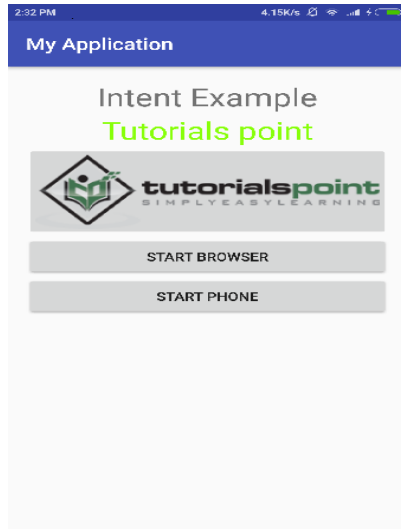 2:32 PM 4.15K/s
My Application
Intent Example
Tutorials point
tutorialspoint
SIMPLYEASYLEARNING
START BROWSER
START PHONE